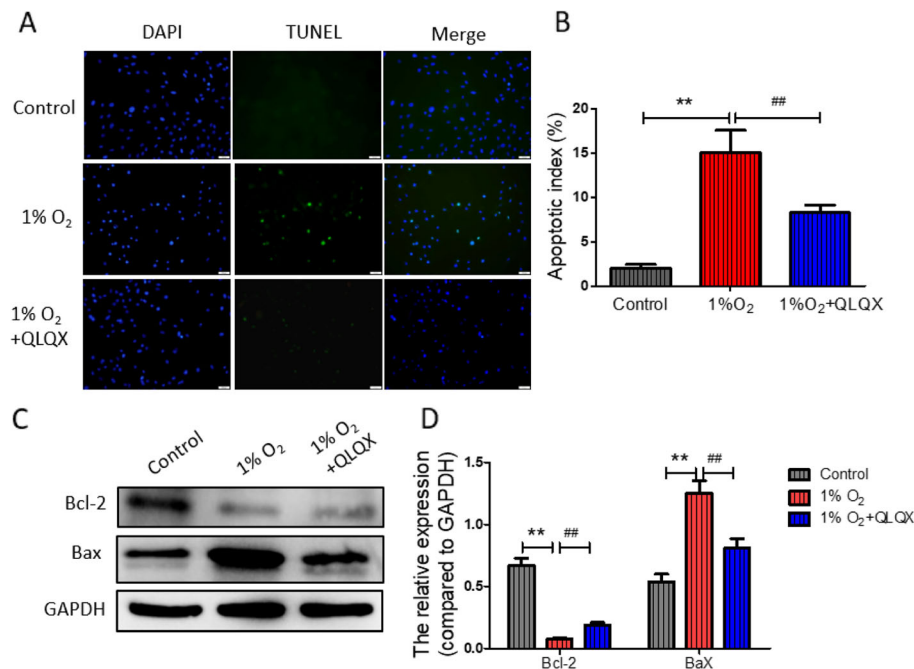 A
DAPI TUNEL Merge
Control
1% O₂
1% O₂
+QLQX
B
Apoptotic index (%)
20
15
10
5
0
**
##
Control 1%O₂ 1%O₂+QLQX
C
Control 1% O₂ 1% O₂
+QLQX
Bcl-2
Bax
GAPDH
D
The relative expression
(compared to GAPDH)
1.5
1.0
0.5
0.0
** ##
** ##
Bcl-2 BaX
Control
1% O₂
1% O₂+QLQX